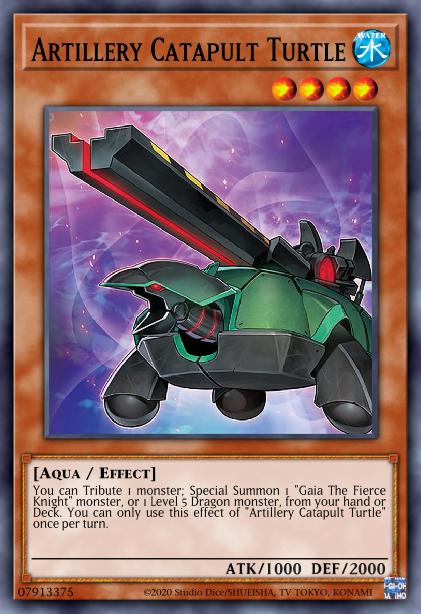 Artillery Catapult Turtle
WATER
水
[Aqua / Effect]
You can Tribute 1 monster; Special Summon 1 "Gaia The Fierce
Knight" monster, or 1 Level 5 Dragon monster, from your hand or
Deck. You can only use this effect of "Artillery Catapult Turtle"
once per turn.
ATK/1000 DEF/2000
07913375
©2020 Studio Dice/SHUEISHA, TV TOKYO, KONAMI